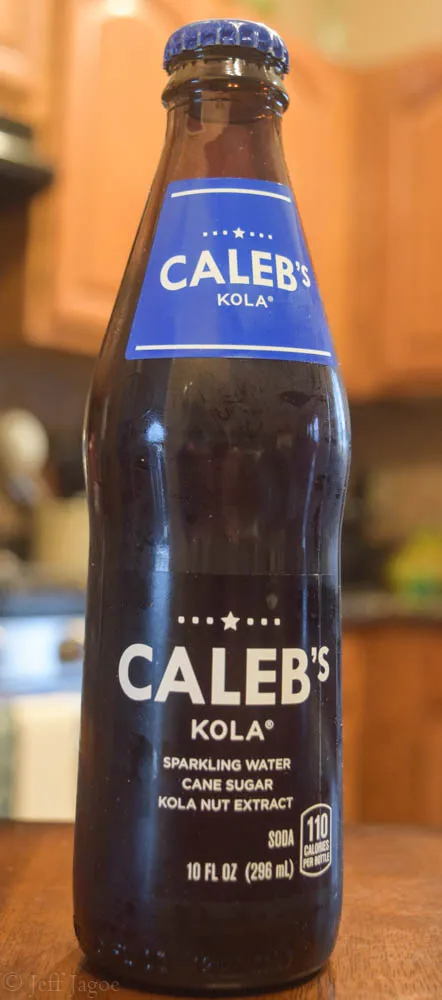 CALEB'S
KOLA®
CALEB'S
KOLA®
SPARKLING WATER
CANE SUGAR
KOLA NUT EXTRACT
SODA
10 FL OZ (296 mL)
110
CALORIES
PER BOTTLE
© Jeff Jagoe